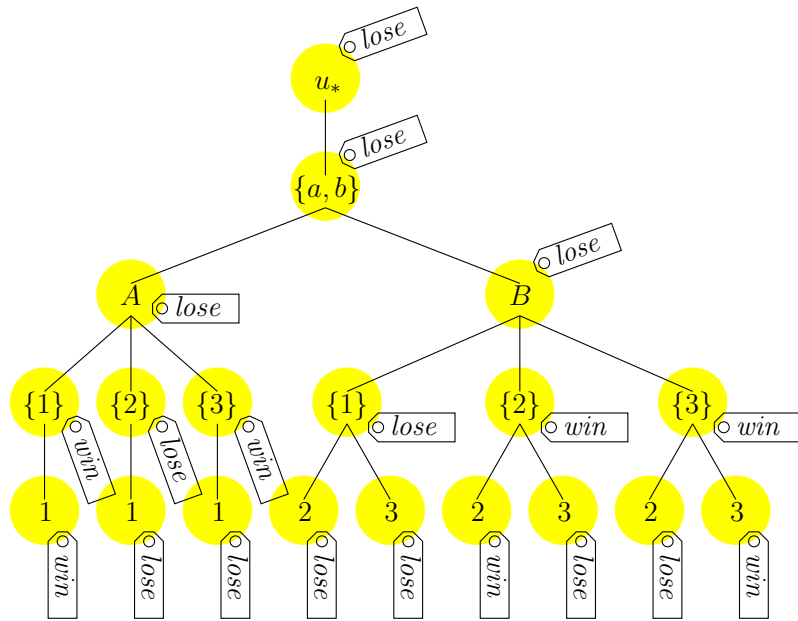 lose
u*
lose
{a, b}
lose
A lose B
{1} {2} {3} {1} {2} {3}
win lose win lose win win
1 1 1 2 3 2 3 2 3
win lose lose lose lose win lose lose win